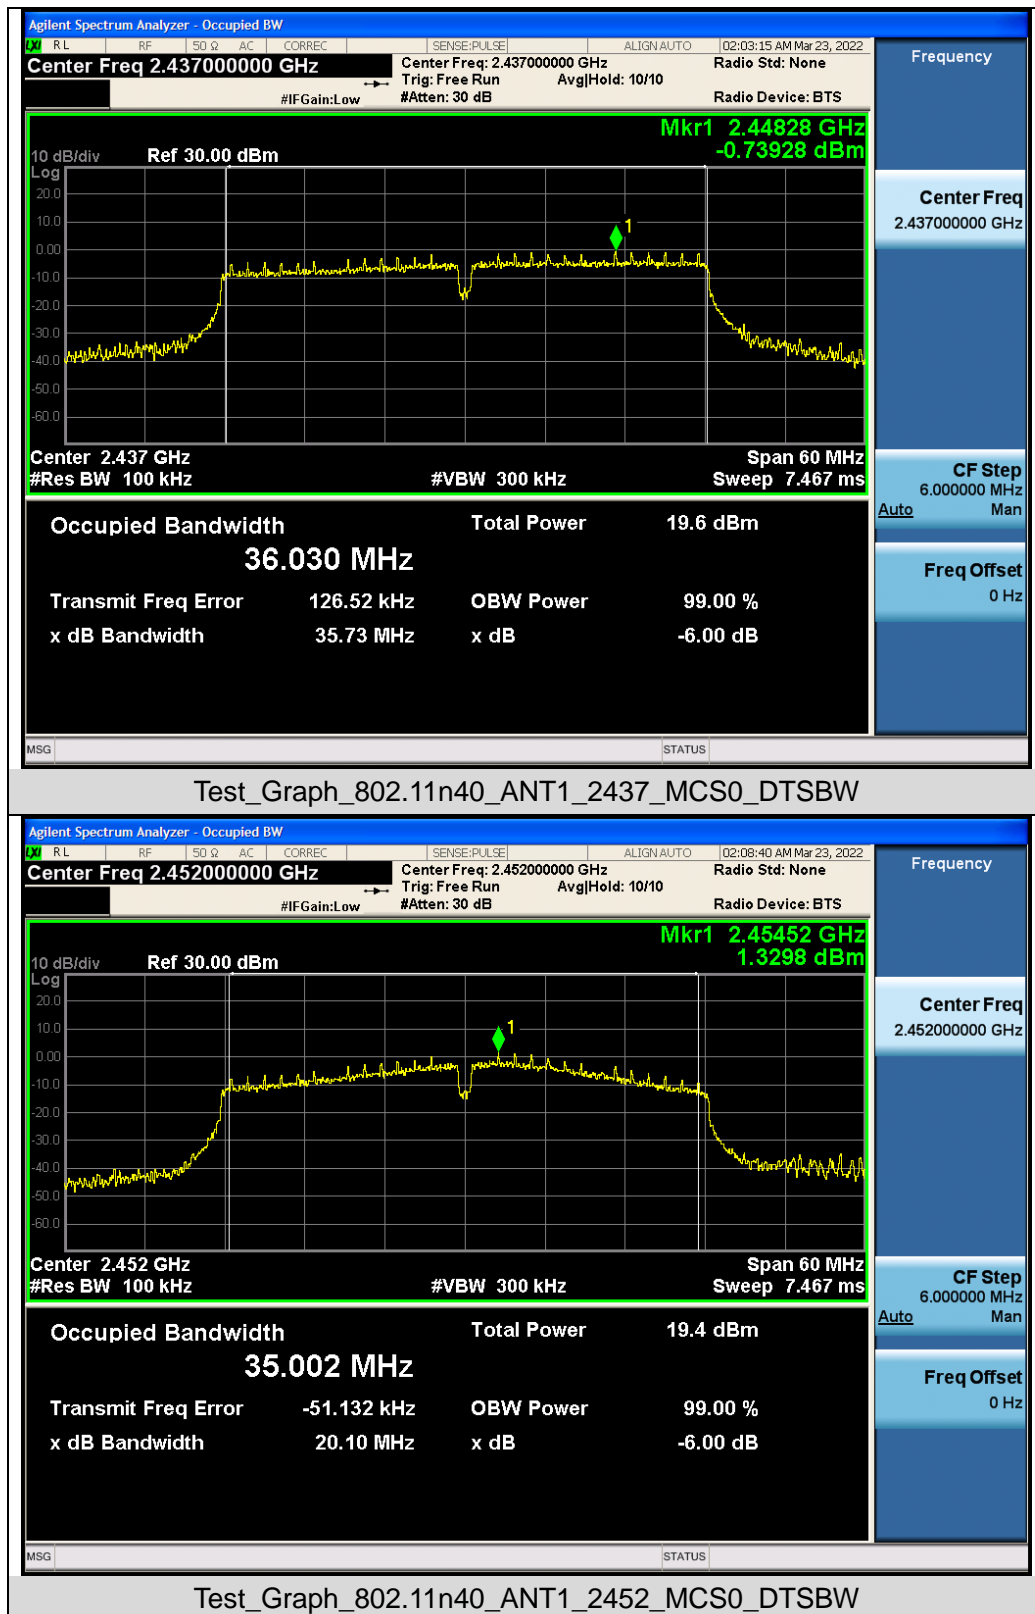 Agilent Spectrum Analyzer - Occupied BW
LXI RL RF 50 Ω AC CORREC SENSE:PULSE ALIGN AUTO 02:03:15 AM Mar 23, 2022
Center Freq 2.437000000 GHz
Center Freq: 2.437000000 GHz
Radio Std: None
Trig: Free Run Avg|Hold: 10/10
#IFGain:Low #Atten: 30 dB Radio Device: BTS
Frequency
Mkr1 2.44828 GHz
-0.73928 dBm
10 dB/div Ref 30.00 dBm
Log
20.0
10.0
0.00
-10.0
-20.0
-30.0
-40.0
-50.0
-60.0
1
Center 2.437 GHz Span 60 MHz
#Res BW 100 kHz #VBW 300 kHz Sweep 7.467 ms
Center Freq
2.437000000 GHz
CF Step
6.000000 MHz
Auto Man
Freq Offset
0 Hz
Occupied Bandwidth Total Power 19.6 dBm
36.030 MHz
Transmit Freq Error 126.52 kHz OBW Power 99.00 %
x dB Bandwidth 35.73 MHz x dB -6.00 dB
MSG STATUS
Test_Graph_802.11n40_ANT1_2437_MCS0_DTSBW
Agilent Spectrum Analyzer - Occupied BW
LXI RL RF 50 Ω AC CORREC SENSE:PULSE ALIGN AUTO 02:08:40 AM Mar 23, 2022
Center Freq 2.452000000 GHz
Center Freq: 2.452000000 GHz
Radio Std: None
Trig: Free Run Avg|Hold: 10/10
#IFGain:Low #Atten: 30 dB Radio Device: BTS
Frequency
Mkr1 2.45452 GHz
1.3298 dBm
10 dB/div Ref 30.00 dBm
Log
20.0
10.0
0.00
-10.0
-20.0
-30.0
-40.0
-50.0
-60.0
1
Center 2.452 GHz Span 60 MHz
#Res BW 100 kHz #VBW 300 kHz Sweep 7.467 ms
Center Freq
2.452000000 GHz
CF Step
6.000000 MHz
Auto Man
Freq Offset
0 Hz
Occupied Bandwidth Total Power 19.4 dBm
35.002 MHz
Transmit Freq Error -51.132 kHz OBW Power 99.00 %
x dB Bandwidth 20.10 MHz x dB -6.00 dB
MSG STATUS
Test_Graph_802.11n40_ANT1_2452_MCS0_DTSBW